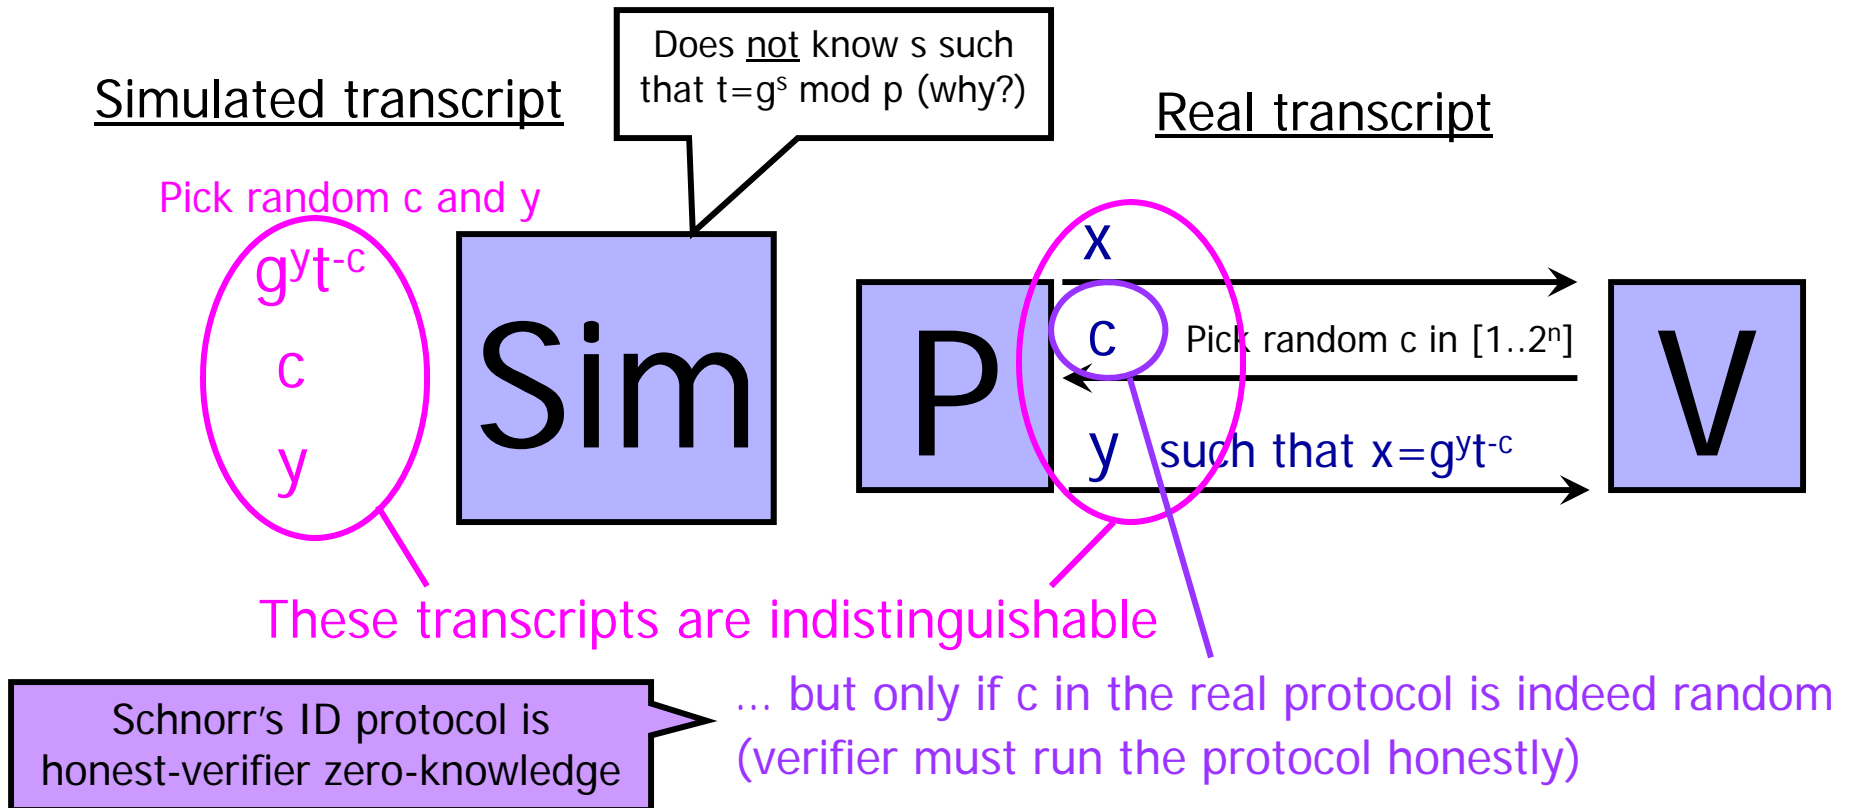 Does not know s such
that t=gˢ mod p (why?)
Simulated transcript
Real transcript
Pick random c and y
gʸt⁻ᶜ
c
y
Sim
P
x
c
Pick random c in [1..2ⁿ]
y such that x=gʸt⁻ᶜ
V
These transcripts are indistinguishable
... but only if c in the real protocol is indeed random
(verifier must run the protocol honestly)
Schnorr's ID protocol is
honest-verifier zero-knowledge